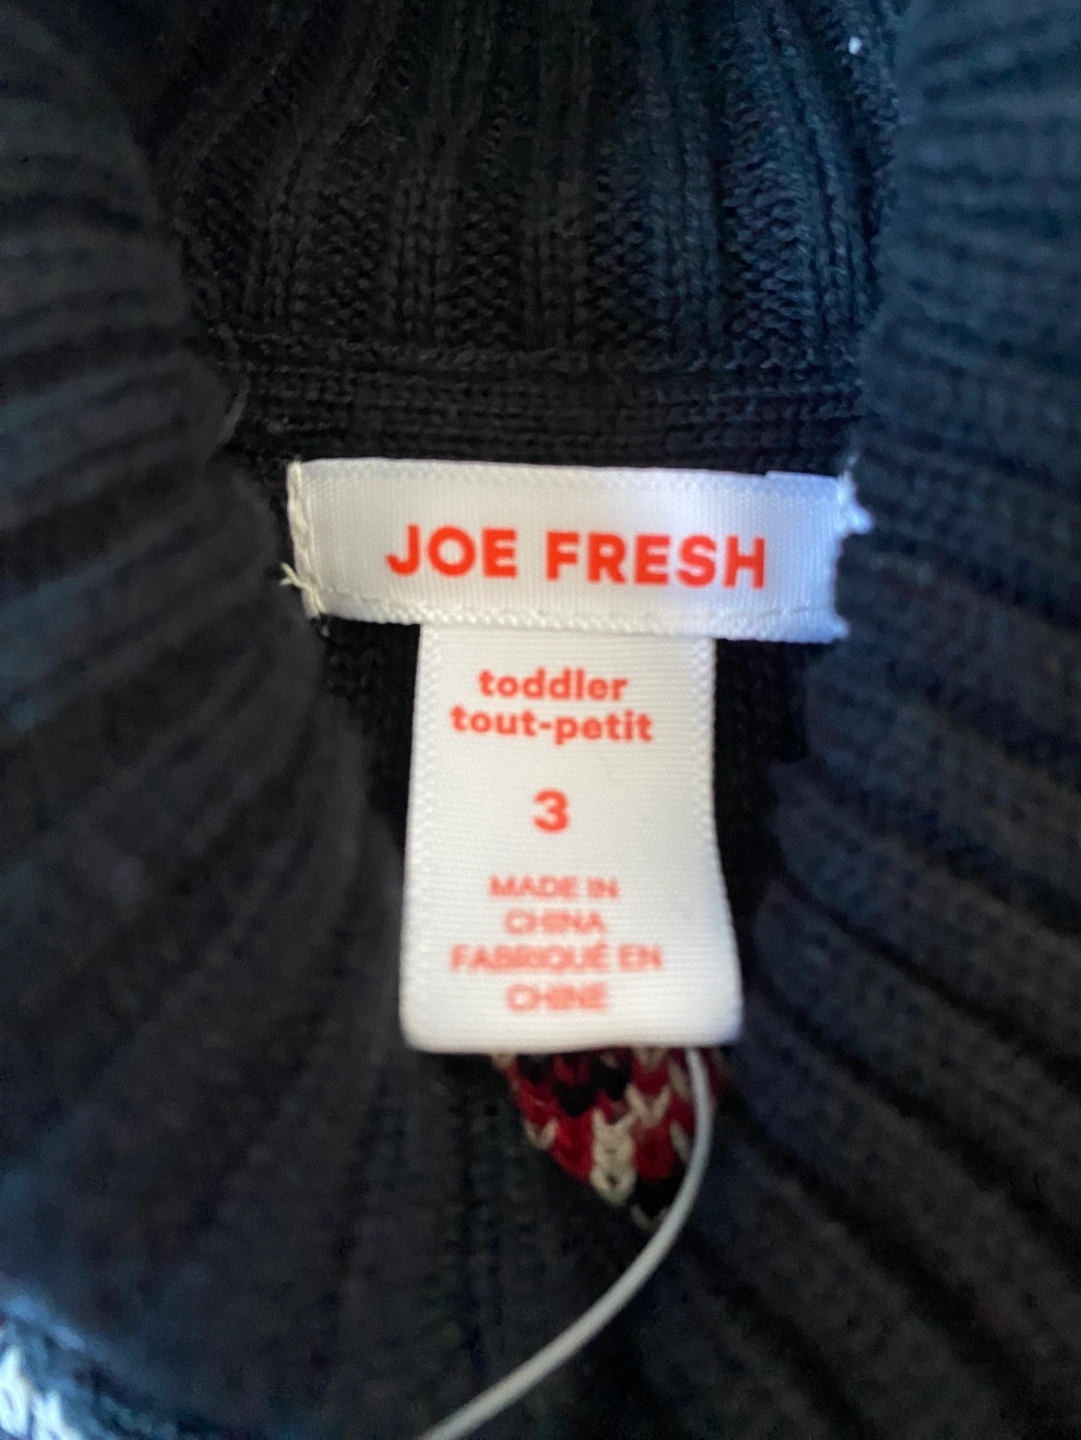 JOE FRESH
toddler
tout-petit
3
MADE IN
CHINA
FABRIQUÉ EN
CHINE